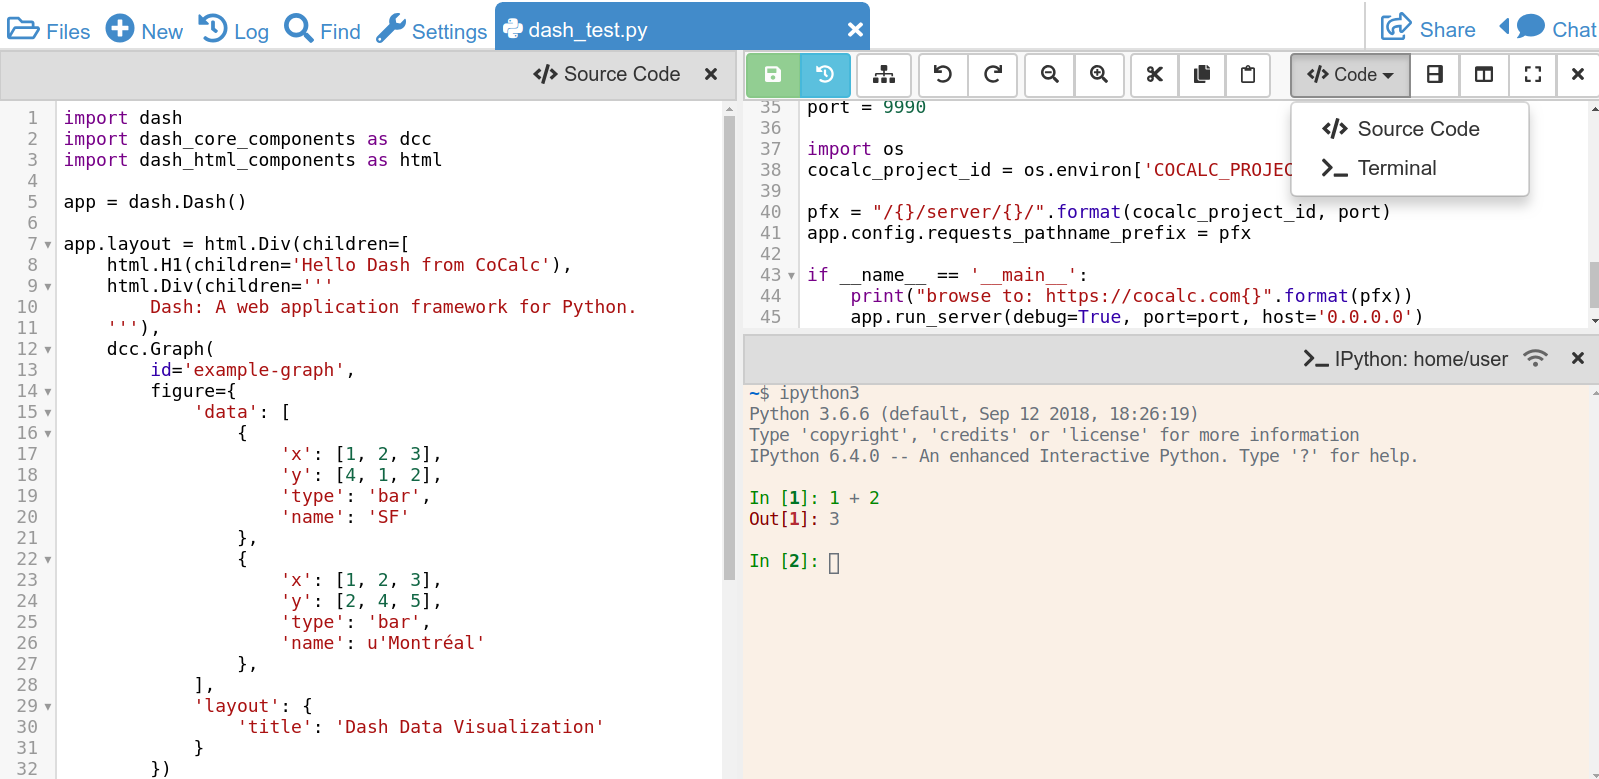 Files New Log Find Settings dash_test.py Share Chat
Source Code
1 import dash
2 import dash_core_components as dcc
3 import dash_html_components as html
4
5 app = dash.Dash()
6
7 app.layout = html.Div(children=[
8     html.H1(children='Hello Dash from CoCalc'),
9     html.Div(children='''
10         Dash: A web application framework for Python.
11     '''),
12     dcc.Graph(
13         id='example-graph',
14         figure={
15             'data': [
16                 {
17                     'x': [1, 2, 3],
18                     'y': [4, 1, 2],
19                     'type': 'bar',
20                     'name': 'SF'
21                 },
22                 {
23                     'x': [1, 2, 3],
24                     'y': [2, 4, 5],
25                     'type': 'bar',
26                     'name': u'Montréal'
27                 },
28             ],
29             'layout': {
30                 'title': 'Dash Data Visualization'
31             }
32         })
Code
Source Code
Terminal
35 port = 9990
36
37 import os
38 cocalc_project_id = os.environ['COCALC_PROJEC
39
40 pfx = "/{}/server/{}/".format(cocalc_project_id, port)
41 app.config.requests_pathname_prefix = pfx
42
43 if __name__ == '__main__':
44     print("browse to: https://cocalc.com{}".format(pfx))
45     app.run_server(debug=True, port=port, host='0.0.0.0')
IPython: home/user
~$ ipython3
Python 3.6.6 (default, Sep 12 2018, 18:26:19)
Type 'copyright', 'credits' or 'license' for more information
IPython 6.4.0 -- An enhanced Interactive Python. Type '?' for help.
In [1]: 1 + 2
Out[1]: 3
In [2]: